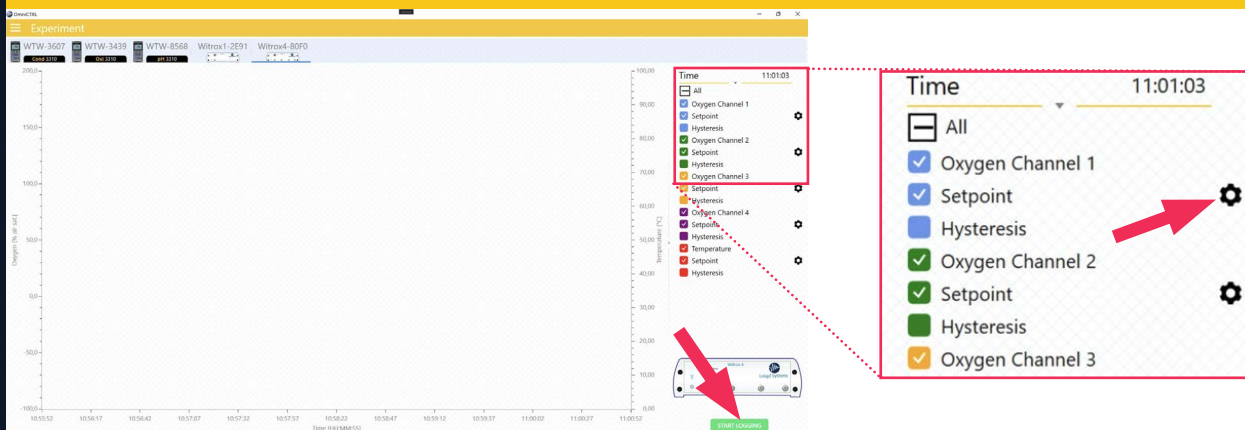 OmniCTRL
Experiment
WTW-3607 WTW-3439 WTW-8568 Witrox1-2E91 Witrox4-80F0
Cond 3310 Oxi 3310 pH 3310
200,0
150,0
100,0
50,0
0,0
-50,0
-100,0
Oxygen [% air sat.]
100,00
90,00
80,00
70,00
60,00
50,00
40,00
30,00
20,00
10,00
0,00
Temperature [°C]
10:55:52 10:56:17 10:56:42 10:57:07 10:57:32 10:57:57 10:58:22 10:58:47 10:59:12 10:59:37 11:00:02 11:00:27 11:00:52
Time [HH:MM:SS]
Time 11:01:03
All
Oxygen Channel 1
Setpoint
Hysteresis
Oxygen Channel 2
Setpoint
Hysteresis
Oxygen Channel 3
Setpoint
Hysteresis
Oxygen Channel 4
Setpoint
Hysteresis
Temperature
Setpoint
Hysteresis
Witrox 4
Loligo Systems
START LOGGING
Time 11:01:03
All
Oxygen Channel 1
Setpoint
Hysteresis
Oxygen Channel 2
Setpoint
Hysteresis
Oxygen Channel 3